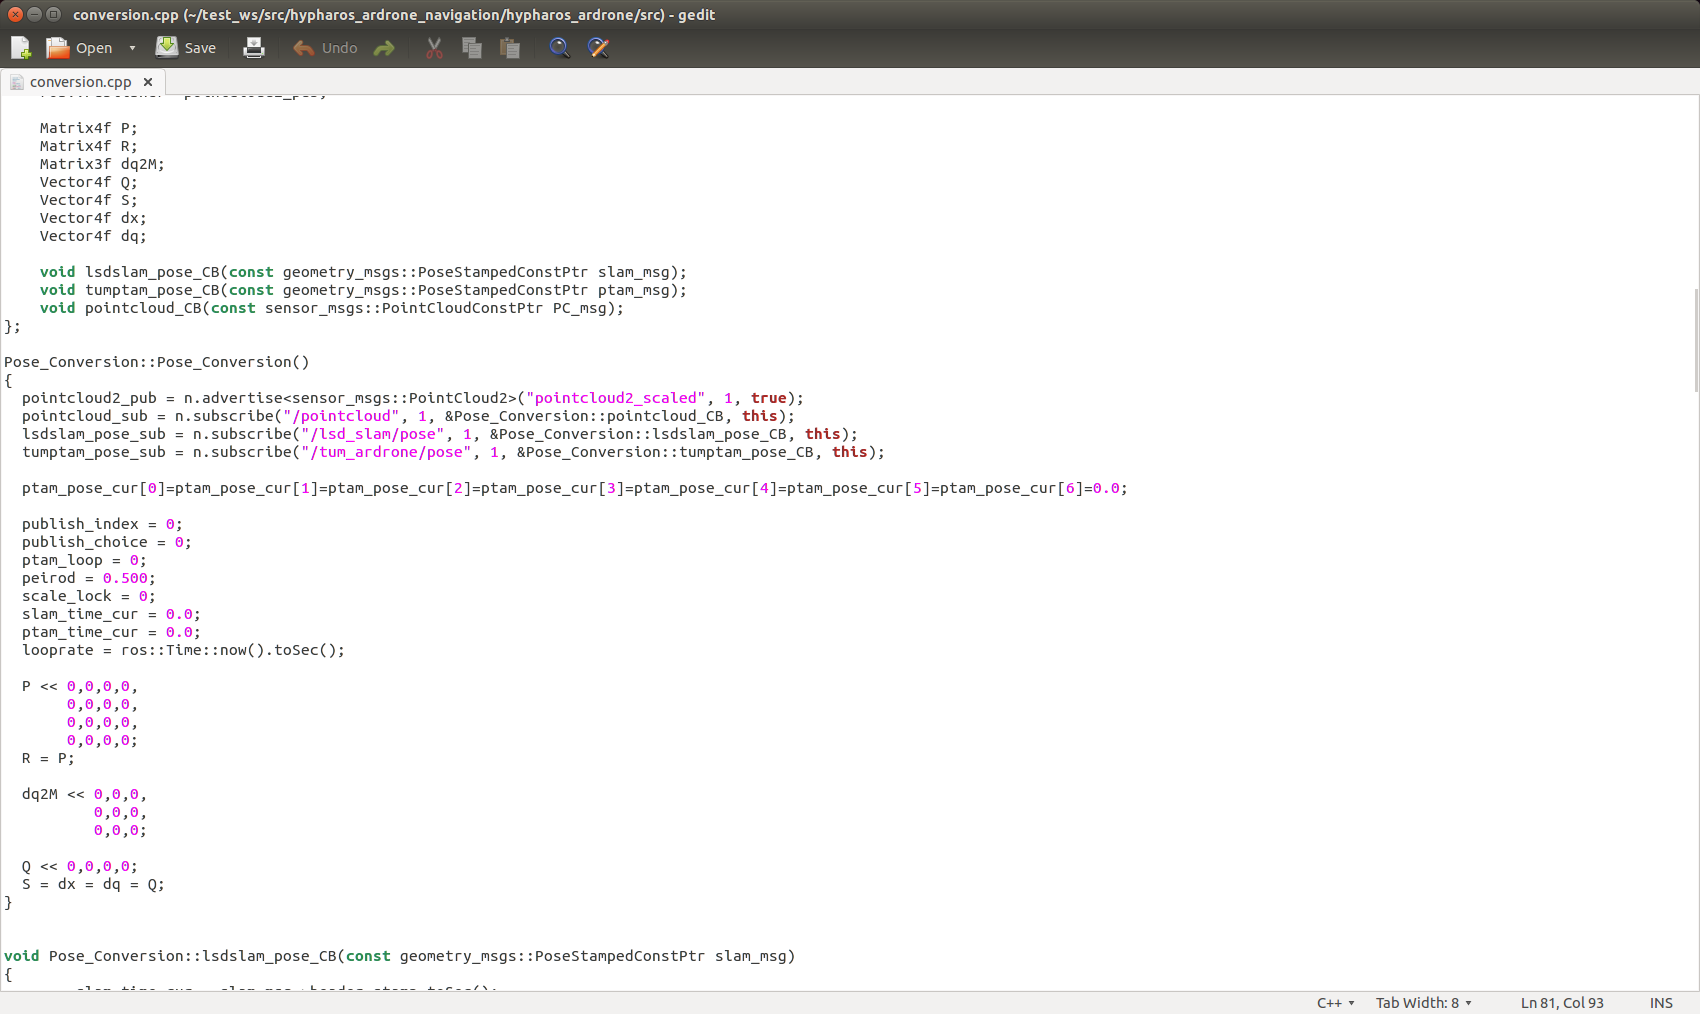 conversion.cpp (~/test_ws/src/hypharos_ardrone_navigation/hypharos_ardrone/src) - gedit
Open Save Undo
conversion.cpp
Matrix4f P;
Matrix4f R;
Matrix3f dq2M;
Vector4f Q;
Vector4f S;
Vector4f dx;
Vector4f dq;
void lsdslam_pose_CB(const geometry_msgs::PoseStampedConstPtr slam_msg);
void tumptam_pose_CB(const geometry_msgs::PoseStampedConstPtr ptam_msg);
void pointcloud_CB(const sensor_msgs::PointCloudConstPtr PC_msg);
};
Pose_Conversion::Pose_Conversion()
{
pointcloud2_pub = n.advertise<sensor_msgs::PointCloud2>("pointcloud2_scaled", 1, true);
pointcloud_sub = n.subscribe("/pointcloud", 1, &Pose_Conversion::pointcloud_CB, this);
lsdslam_pose_sub = n.subscribe("/lsd_slam/pose", 1, &Pose_Conversion::lsdslam_pose_CB, this);
tumptam_pose_sub = n.subscribe("/tum_ardrone/pose", 1, &Pose_Conversion::tumptam_pose_CB, this);
ptam_pose_cur[0]=ptam_pose_cur[1]=ptam_pose_cur[2]=ptam_pose_cur[3]=ptam_pose_cur[4]=ptam_pose_cur[5]=ptam_pose_cur[6]=0.0;
publish_index = 0;
publish_choice = 0;
ptam_loop = 0;
peirod = 0.500;
scale_lock = 0;
slam_time_cur = 0.0;
ptam_time_cur = 0.0;
looprate = ros::Time::now().toSec();
P << 0,0,0,0,
0,0,0,0,
0,0,0,0,
0,0,0,0;
R = P;
dq2M << 0,0,0,
0,0,0,
0,0,0;
Q << 0,0,0,0;
S = dx = dq = Q;
}
void Pose_Conversion::lsdslam_pose_CB(const geometry_msgs::PoseStampedConstPtr slam_msg)
{
C++ Tab Width: 8 Ln 81, Col 93 INS